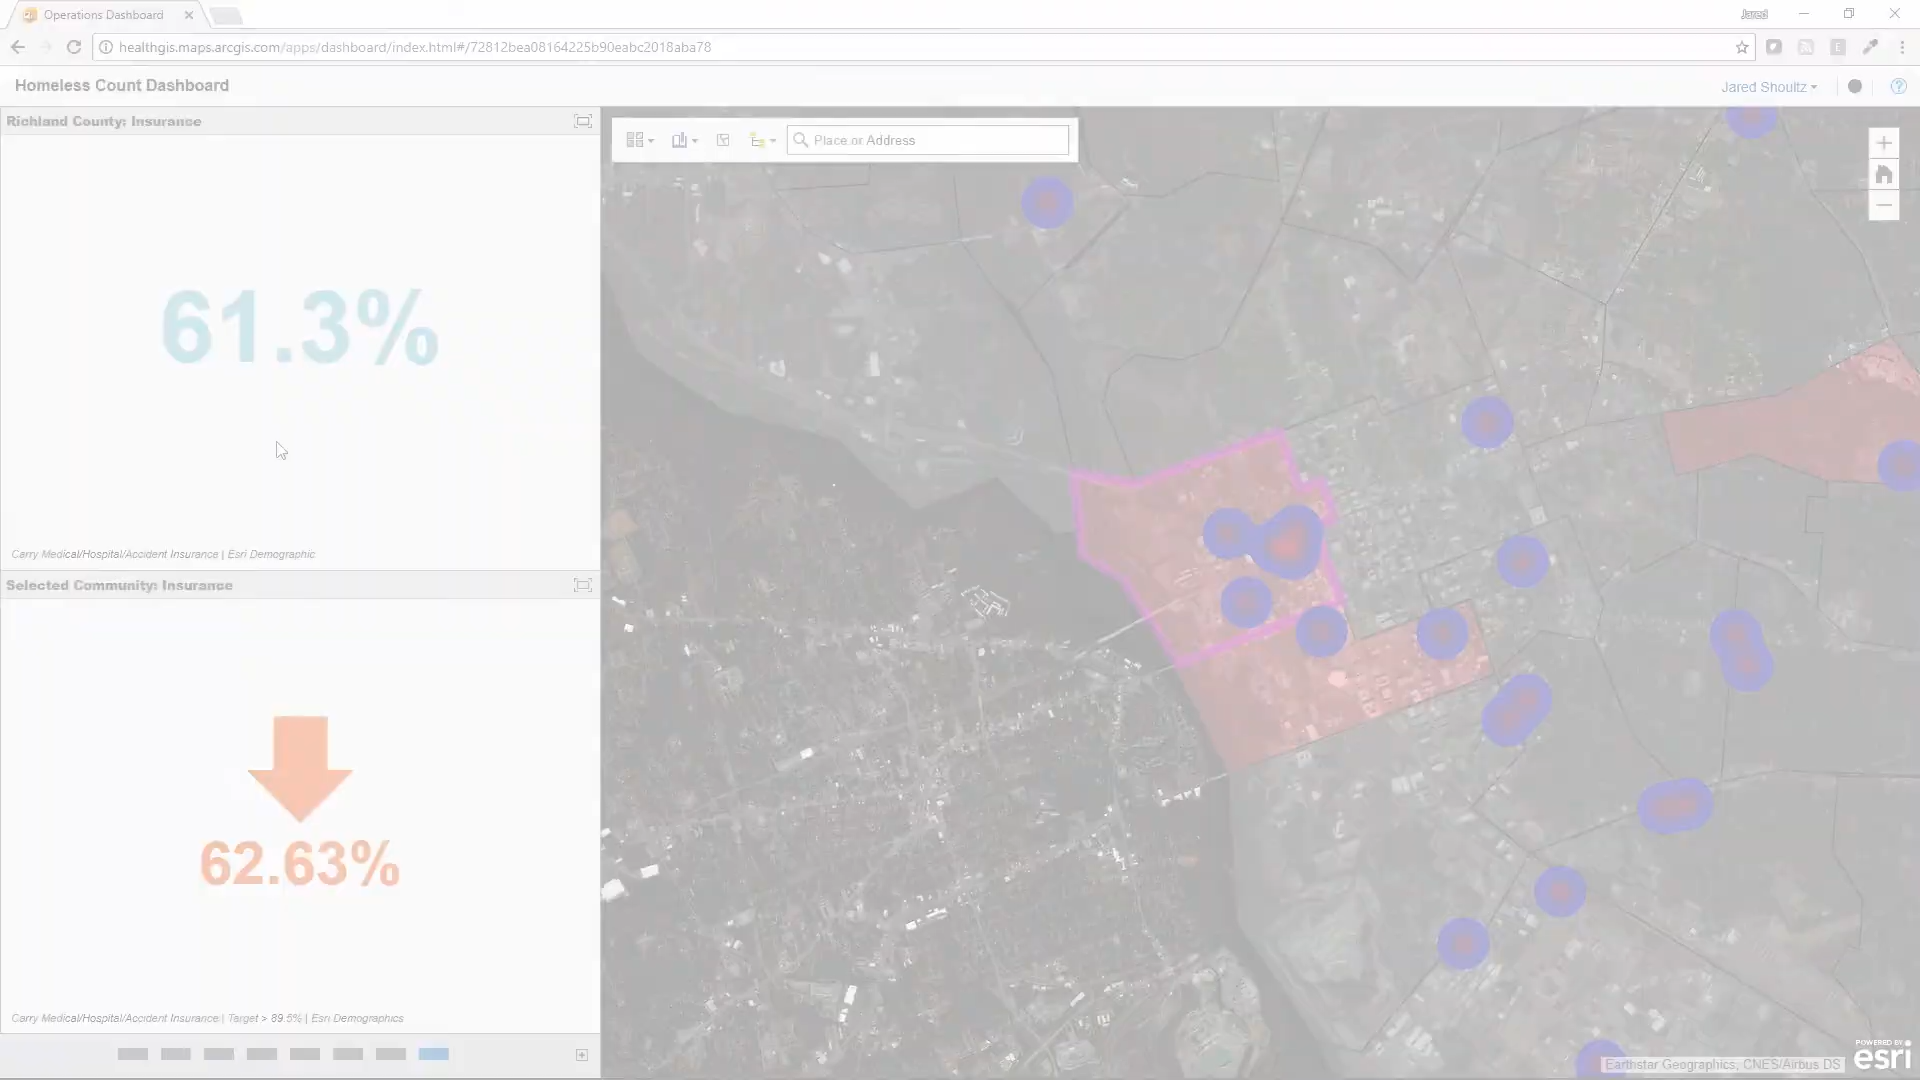 Operations Dashboard
Jared
healthgis.maps.arcgis.com/apps/dashboard/index.html#/72812bea08164225b90eabc2018aba78
E
Homeless Count Dashboard
Jared Shoultz
Richland County: Insurance
Place or Address
61.3%
Carry Medical/Hospital/Accident Insurance | Esri Demographic
Selected Community: Insurance
62.63%
Carry Medical/Hospital/Accident Insurance | Target > 89.5% | Esri Demographics
POWERED BY
esri
Earthstar Geographics, CNES/Airbus DS